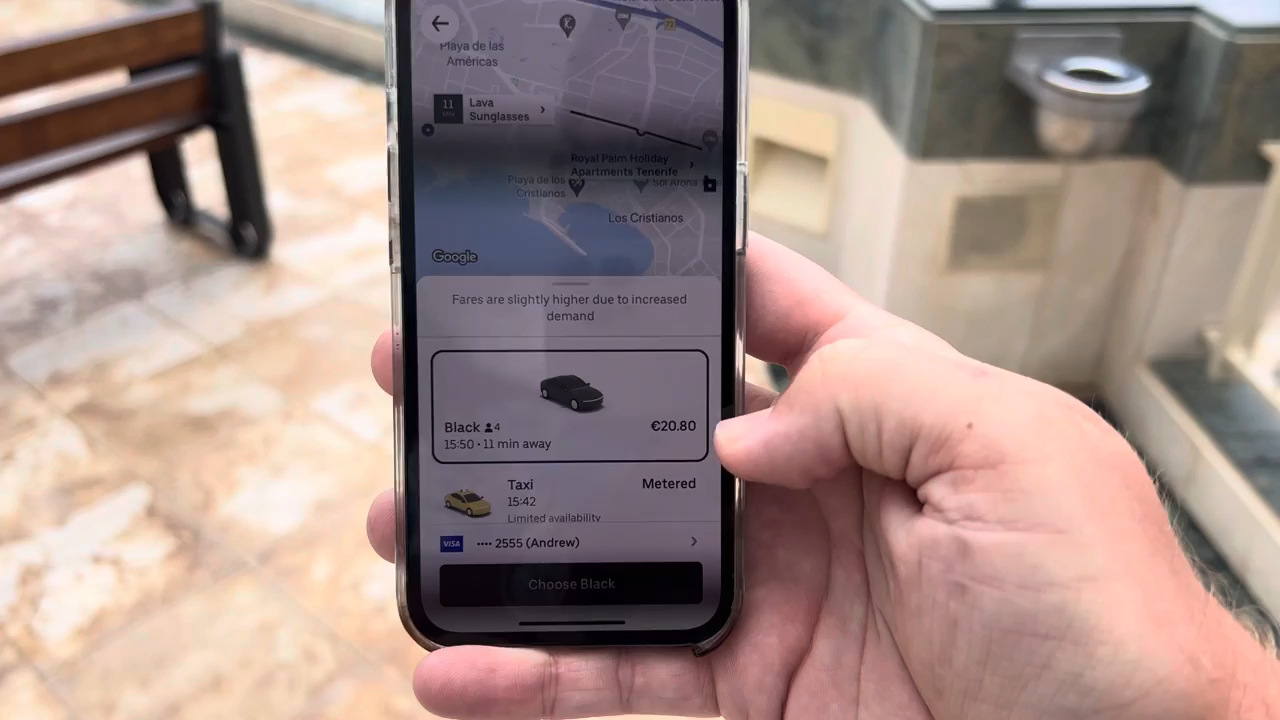 Playa de las
Américas
11
Lava
Sunglasses
Royal Palm Holiday
Apartments Tenerife
Playa de los
Cristianos
Los Cristianos
Google
Fares are slightly higher due to increased
demand
Black 4
€20.80
15:50 • 11 min away
Taxi
Metered
15:42
Limited availability
VISA
•••• 2555 (Andrew)
Choose Black